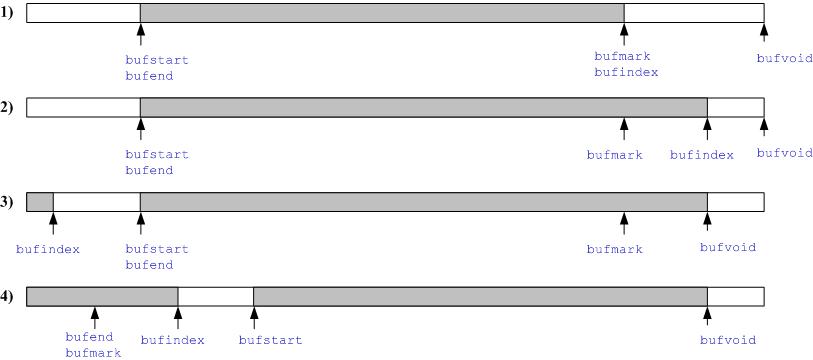 1)
bufstart bufmark bufvoid
bufend bufindex
2)
bufstart bufmark bufindex bufvoid
bufend
3)
bufindex bufstart bufmark bufvoid
bufend
4)
bufend bufindex bufstart bufvoid
bufmark